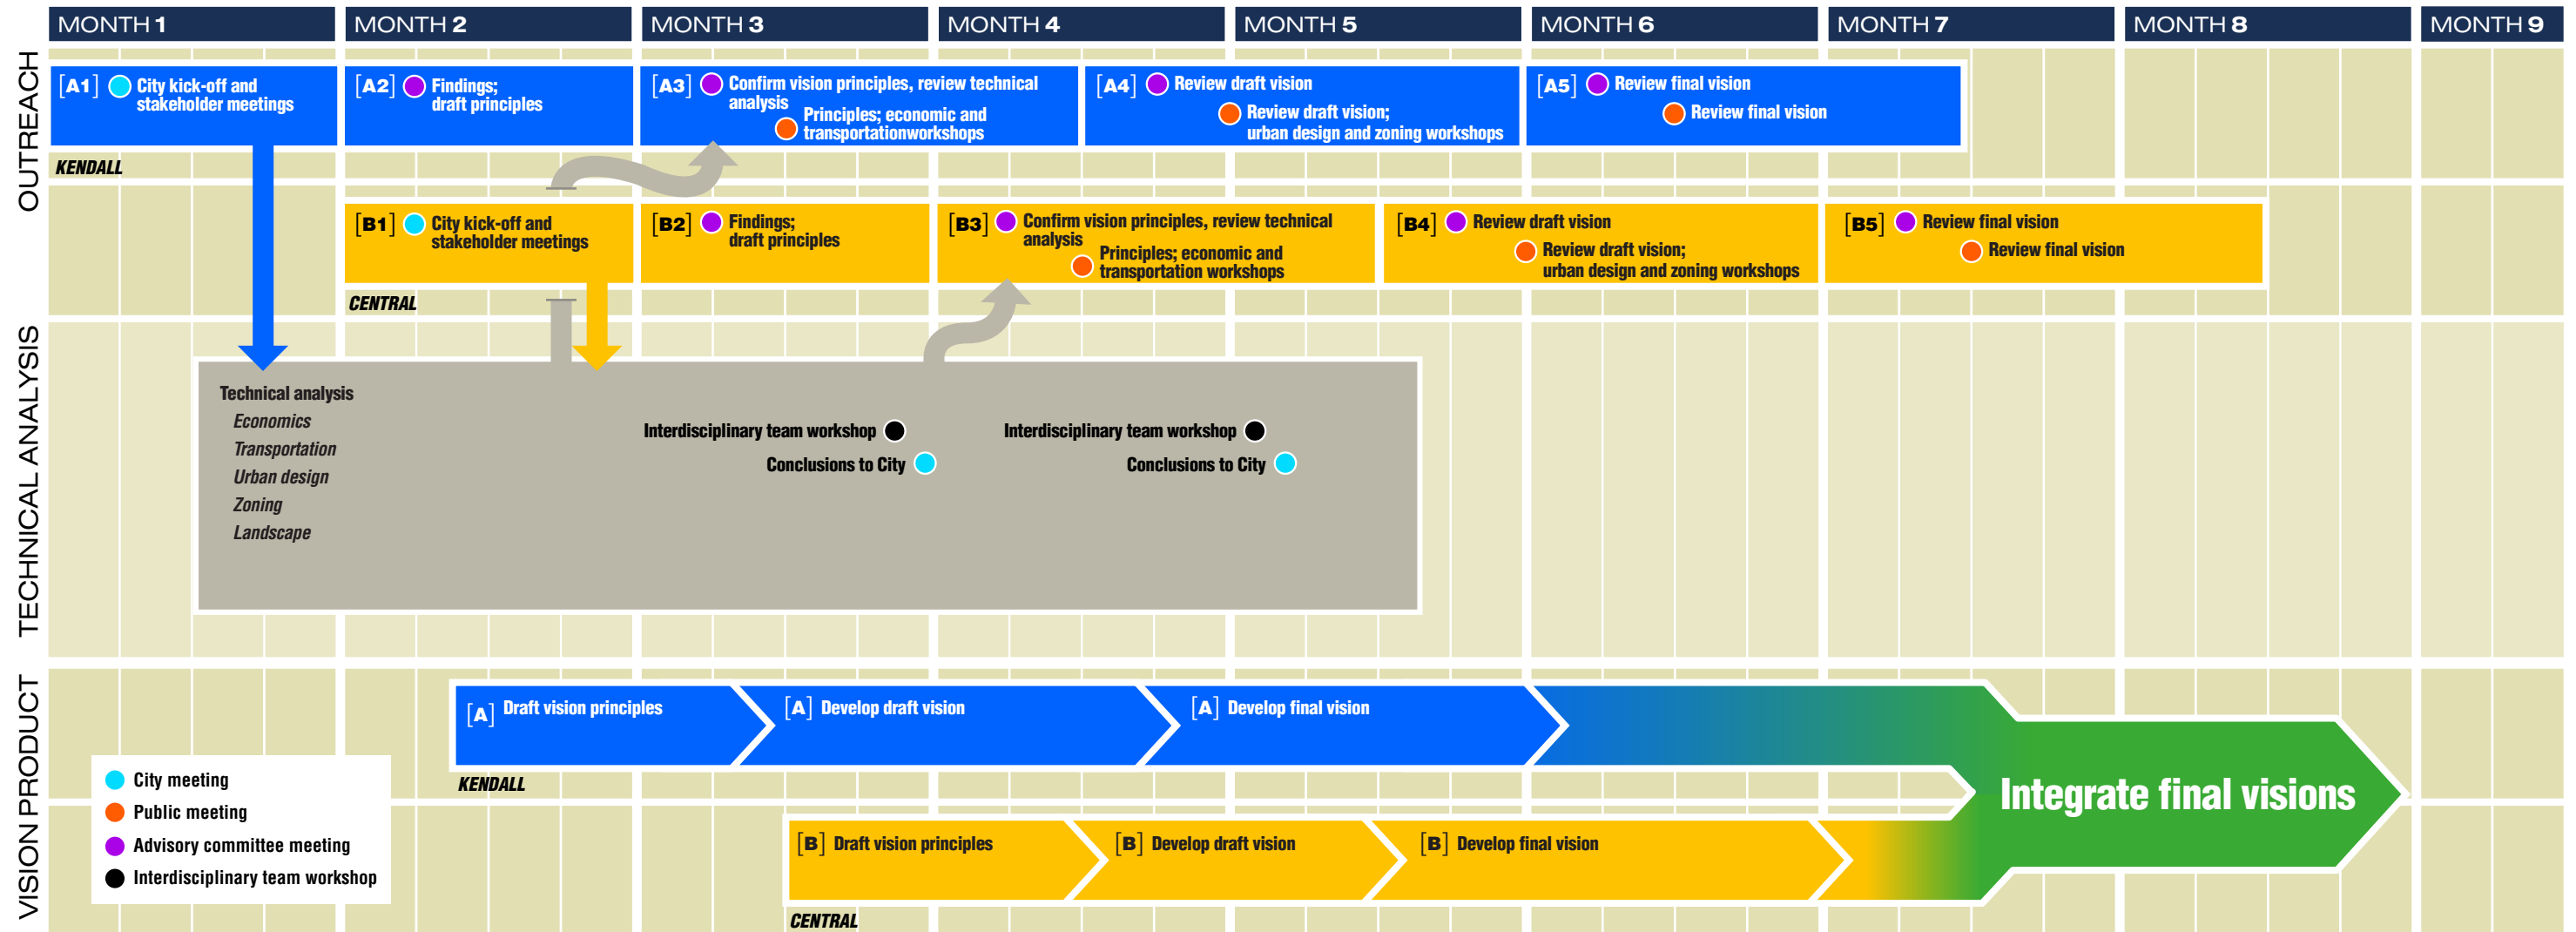 MONTH 1
MONTH 2
MONTH 3
MONTH 4
MONTH 5
MONTH 6
MONTH 7
MONTH 8
MONTH 9
OUTREACH
[A1] City kick-off and
stakeholder meetings
[A2] Findings;
draft principles
[A3] Confirm vision principles, review technical
analysis
Principles; economic and
transportationworkshops
[A4] Review draft vision
Review draft vision;
urban design and zoning workshops
[A5] Review final vision
Review final vision
KENDALL
[B1] City kick-off and
stakeholder meetings
[B2] Findings;
draft principles
[B3] Confirm vision principles, review technical
analysis
Principles; economic and
transportation workshops
[B4] Review draft vision
Review draft vision;
urban design and zoning workshops
[B5] Review final vision
Review final vision
CENTRAL
TECHNICAL ANALYSIS
Technical analysis
Economics
Transportation
Urban design
Zoning
Landscape
Interdisciplinary team workshop
Conclusions to City
Interdisciplinary team workshop
Conclusions to City
VISION PRODUCT
[A] Draft vision principles
[A] Develop draft vision
[A] Develop final vision
KENDALL
Integrate final visions
[B] Draft vision principles
[B] Develop draft vision
[B] Develop final vision
CENTRAL
City meeting
Public meeting
Advisory committee meeting
Interdisciplinary team workshop